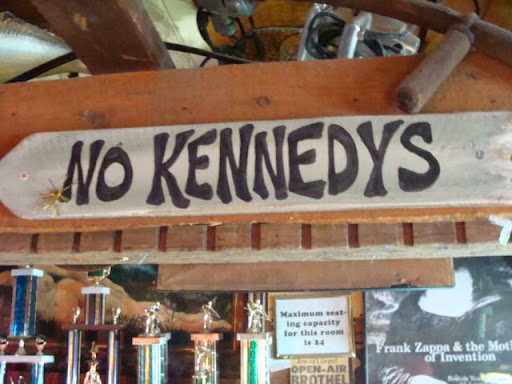 NO KENNEDYS
Maximum seat-
ing capacity
for this room
is 24
OPEN-AIR
BROTHEL
Frank Zappa & the Moth
of Invention